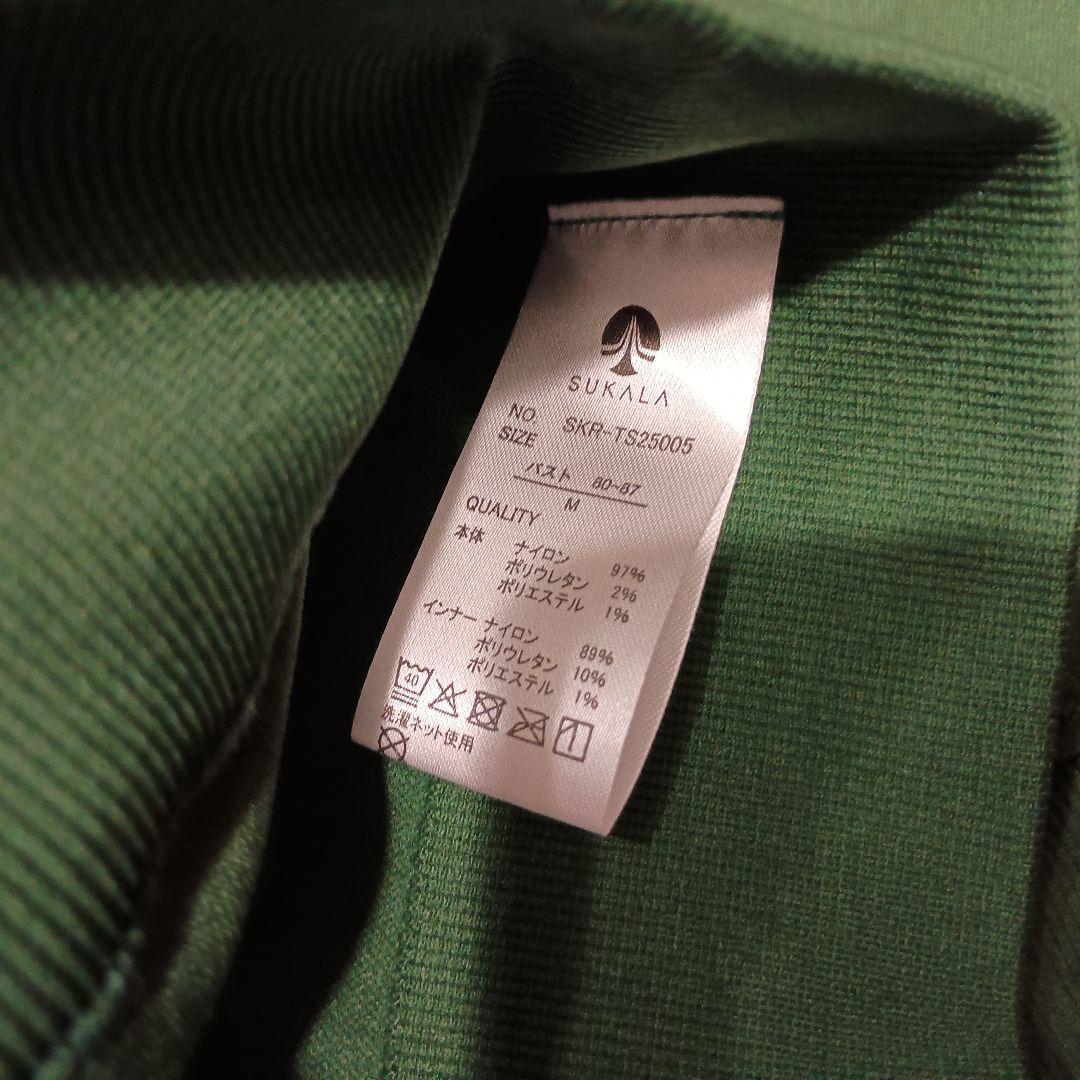 SUKALA
NO. SKR-TS25005
SIZE
バスト 80~87
M
QUALITY
本体 ナイロン 97%
ポリウレタン 2%
ポリエステル 1%
インナー ナイロン 89%
ポリウレタン 10%
ポリエステル 1%
40
洗濯ネット使用